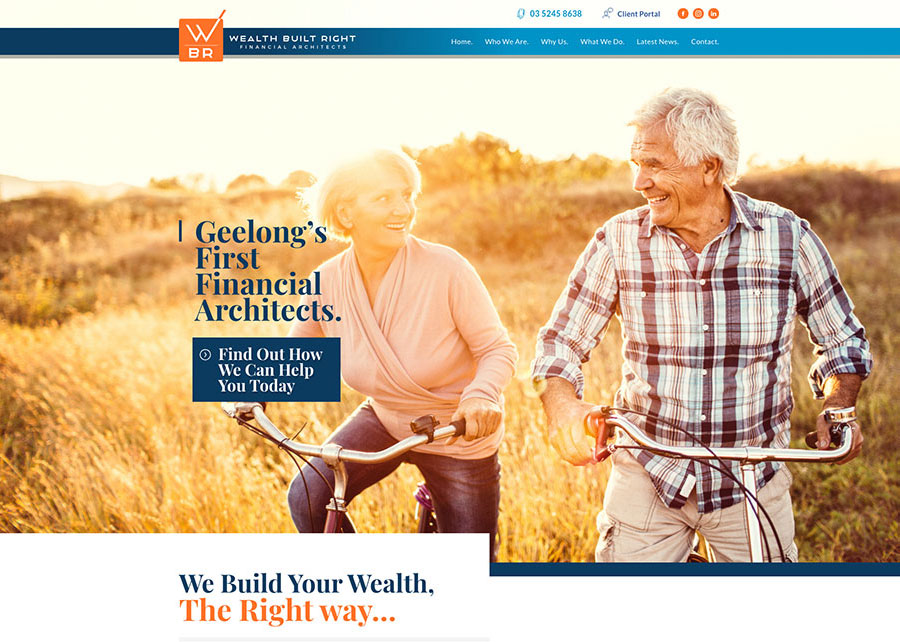 03 5245 8638 Client Portal
W
BR
WEALTH BUILT RIGHT
FINANCIAL ARCHITECTS
Home. Who We Are. Why Us. What We Do. Latest News. Contact.
Geelong’s
First
Financial
Architects.
Find Out How
We Can Help
You Today
We Build Your Wealth,
The Right way...